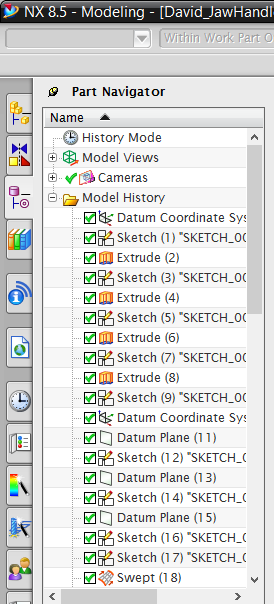 NX 8.5 - Modeling - [David_JawHandle
Within Work Part O
Part Navigator
Name
History Mode
Model Views
Cameras
Model History
Datum Coordinate Sys
Sketch (1) "SKETCH_00
Extrude (2)
Sketch (3) "SKETCH_00
Extrude (4)
Sketch (5) "SKETCH_00
Extrude (6)
Sketch (7) "SKETCH_00
Extrude (8)
Sketch (9) "SKETCH_00
Datum Coordinate Sys
Datum Plane (11)
Sketch (12) "SKETCH_0
Datum Plane (13)
Sketch (14) "SKETCH_0
Datum Plane (15)
Sketch (16) "SKETCH_0
Sketch (17) "SKETCH_0
Swept (18)